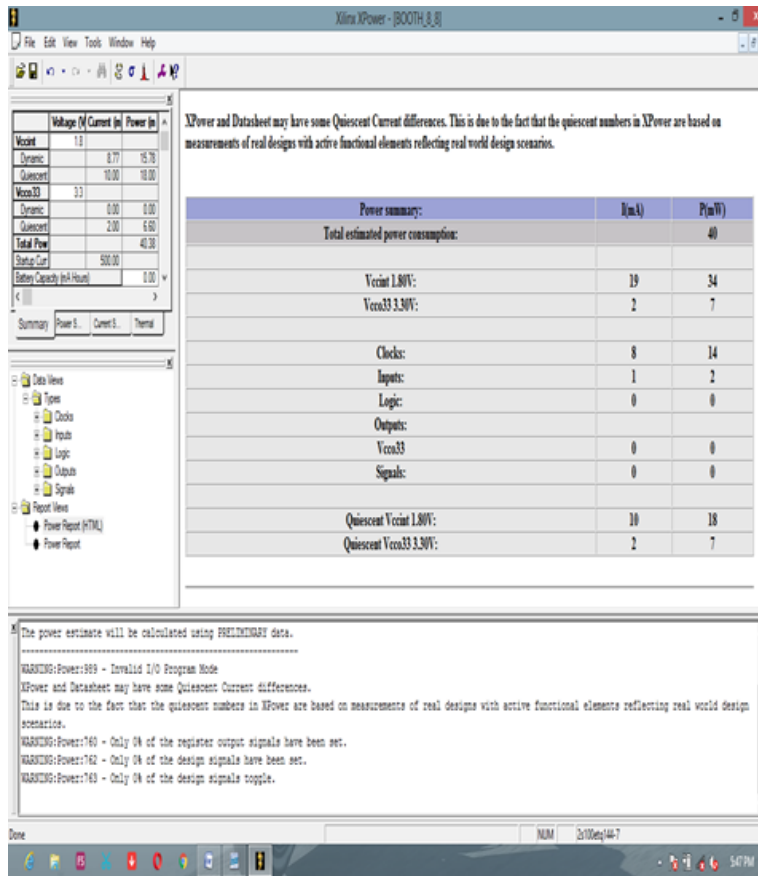 Xilinx XPower - [BOOTH_8_8]
File Edit View Tools Window Help
Voltage (V Current (m Power (m
Vccint 1.8
Dynamic 8.77 15.78
Quiescent 10.00 18.00
Vcco33 3.3
Dynamic 0.00 0.00
Quiescent 2.00 6.60
Total Pow 40.38
Startup Curr 500.00
Battery Capacity (mA Hours) 0.00
Summary Power S... Current S... Thermal
Data Views
Types
Clocks
Inputs
Logic
Outputs
Signals
Report Views
Power Report (HTML)
Power Report
XPower and Datasheet may have some Quiescent Current differences. This is due to the fact that the quiescent numbers in XPower are based on
measurements of real designs with active functional elements reflecting real world design scenarios.
Power summary: I(mA) P(mW)
Total estimated power consumption: 40
Vccint 1.80V: 19 34
Vcco33 3.30V: 2 7
Clocks: 8 14
Inputs: 1 2
Logic: 0 0
Outputs:
Vcco33 0 0
Signals: 0 0
Quiescent Vccint 1.80V: 10 18
Quiescent Vcco33 3.30V: 2 7
The power estimate will be calculated using PRELIMINARY data.
WARNING:Power:989 - Invalid I/O Program Mode
XPower and Datasheet may have some Quiescent Current differences.
This is due to the fact that the quiescent numbers in XPower are based on measurements of real designs with active functional elements reflecting real world design
scenarios.
WARNING:Power:760 - Only 0% of the register output signals have been set.
WARNING:Power:762 - Only 0% of the design signals have been set.
WARNING:Power:763 - Only 0% of the design signals toggle.
Done NUM 2s100etq144-7
5:47 PM